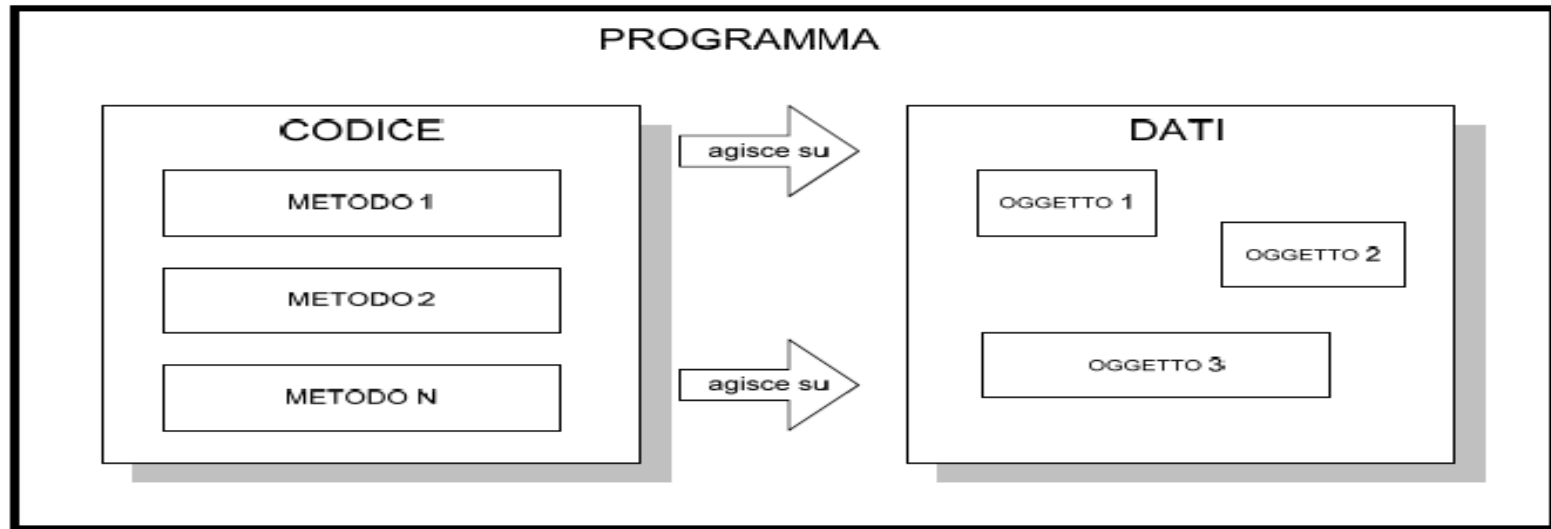 PROGRAMMA
CODICE
METODO 1
METODO 2
METODO N
agisce su
agisce su
DATI
OGGETTO 1
OGGETTO 2
OGGETTO 3